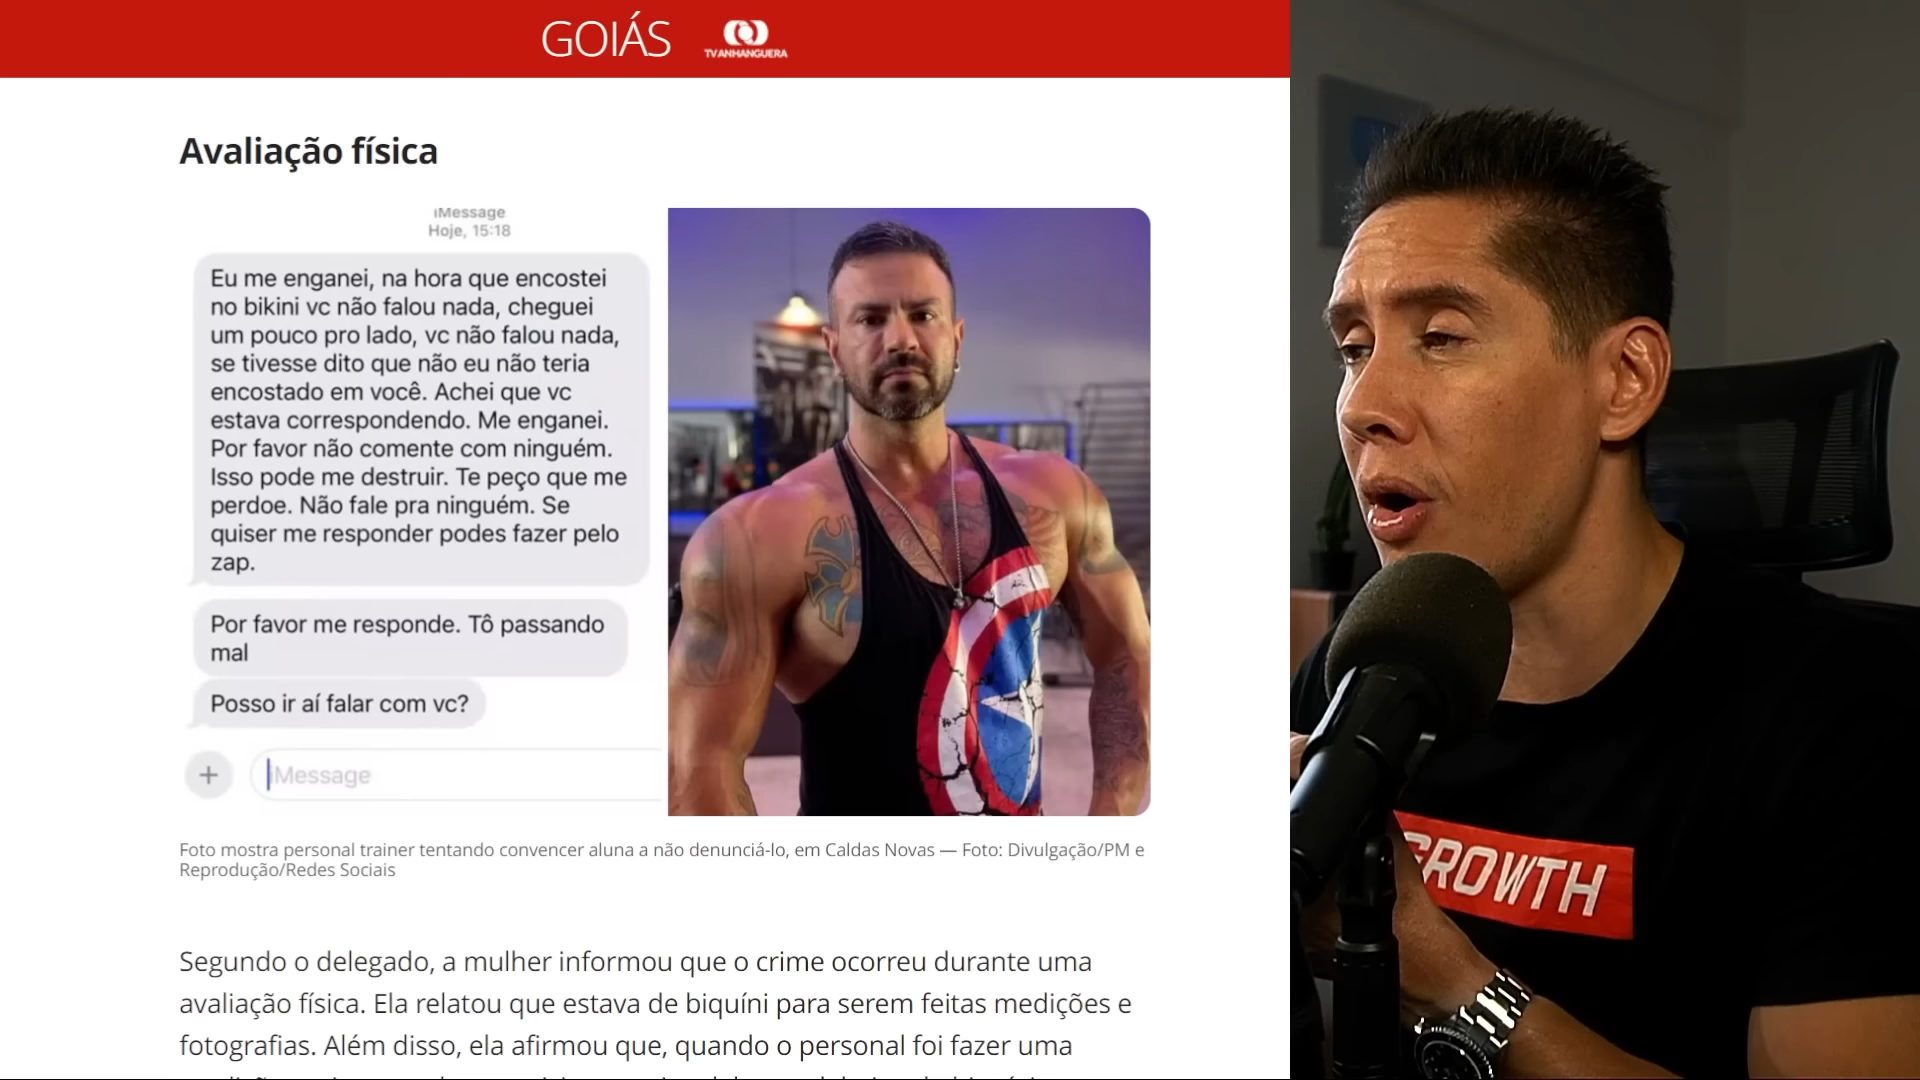 GOIÁS
TV ANHANGUERA
Avaliação física
iMessage
Hoje, 15:18
Eu me enganei, na hora que encostei
no bikini vc não falou nada, cheguei
um pouco pro lado, vc não falou nada,
se tivesse dito que não eu não teria
encostado em você. Achei que vc
estava correspondendo. Me enganei.
Por favor não comente com ninguém.
Isso pode me destruir. Te peço que me
perdoe. Não fale pra ninguém. Se
quiser me responder podes fazer pelo
zap.
Por favor me responde. Tô passando
mal
Posso ir aí falar com vc?
iMessage
Foto mostra personal trainer tentando convencer aluna a não denunciá-lo, em Caldas Novas — Foto: Divulgação/PM e
Reprodução/Redes Sociais
Segundo o delegado, a mulher informou que o crime ocorreu durante uma
avaliação física. Ela relatou que estava de biquíni para serem feitas medições e
fotografias. Além disso, ela afirmou que, quando o personal foi fazer uma
GROWTH